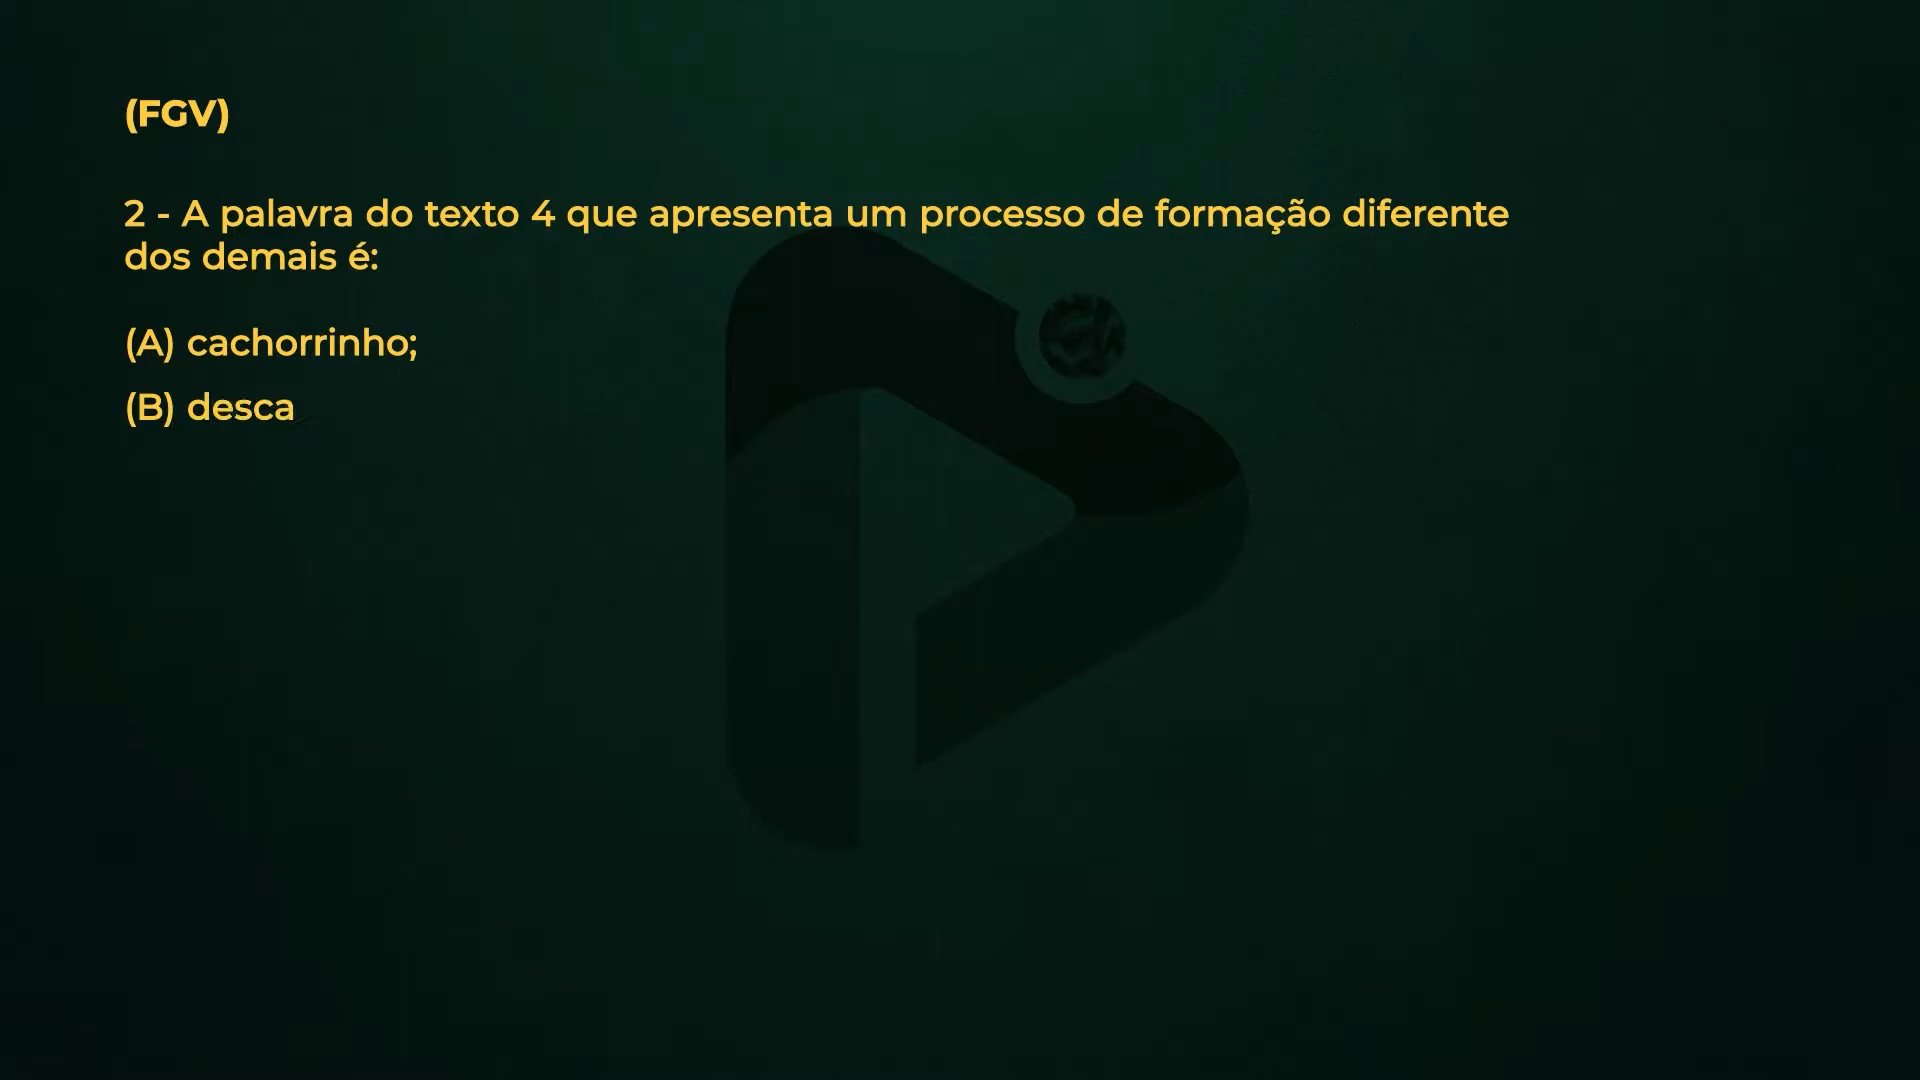 (FGV)
2 - A palavra do texto 4 que apresenta um processo de formação diferente
dos demais é:
(A) cachorrinho;
(B) desca